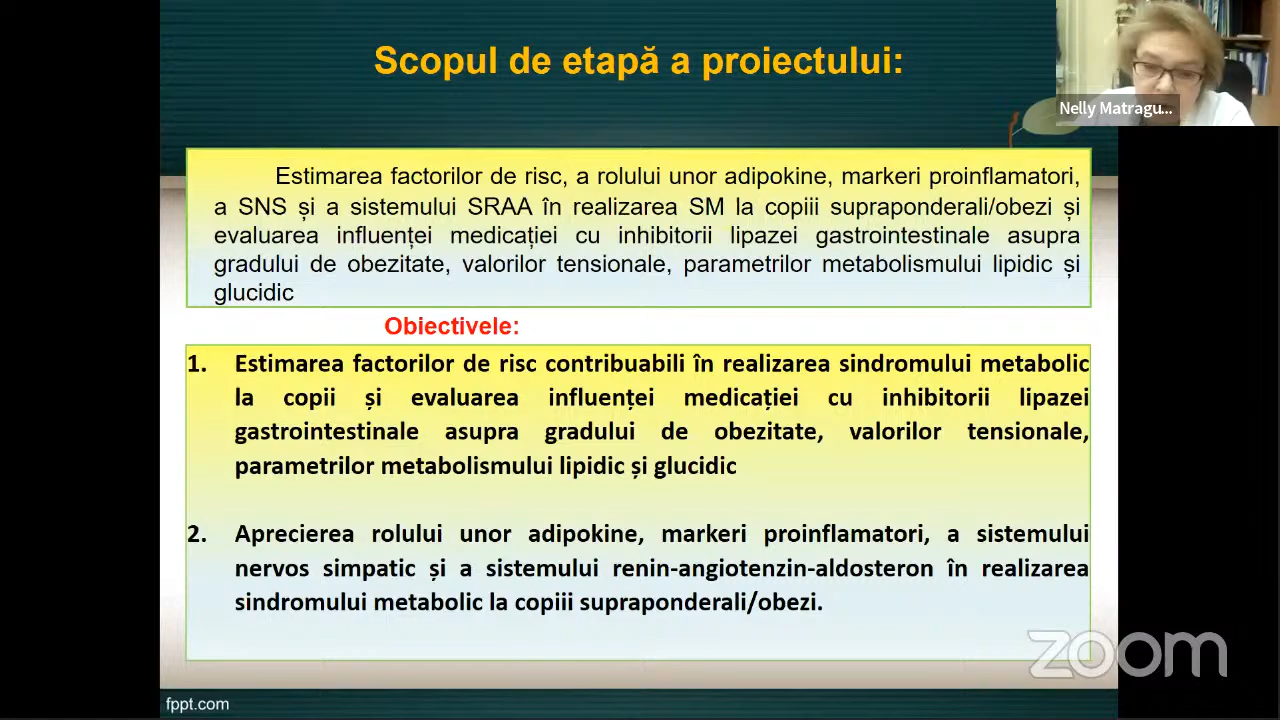 Scopul de etapă a proiectului:
Nelly Matragu...
Estimarea factorilor de risc, a rolului unor adipokine, markeri proinflamatori,
a SNS și a sistemului SRAA în realizarea SM la copiii supraponderali/obezi și
evaluarea influenței medicației cu inhibitorii lipazei gastrointestinale asupra
gradului de obezitate, valorilor tensionale, parametrilor metabolismului lipidic și
glucidic
Obiectivele:
1. Estimarea factorilor de risc contribuabili în realizarea sindromului metabolic
la copii și evaluarea influenței medicației cu inhibitorii lipazei
gastrointestinale asupra gradului de obezitate, valorilor tensionale,
parametrilor metabolismului lipidic și glucidic
2. Aprecierea rolului unor adipokine, markeri proinflamatori, a sistemului
nervos simpatic și a sistemului renin-angiotenzin-aldosteron în realizarea
sindromului metabolic la copiii supraponderali/obezi.
zoom
fppt.com